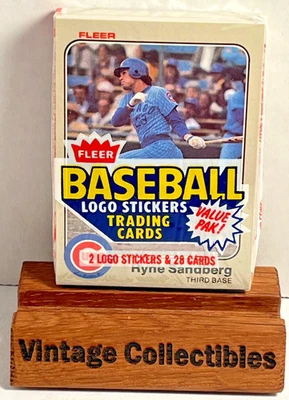 FLEER
FLEER
BASEBALL
LOGO STICKERS
TRADING
CARDS
VALUE
PAK!
2 LOGO STICKERS & 28 CARDS
Ryne Sandberg
THIRD BASE
Vintage Collectibles